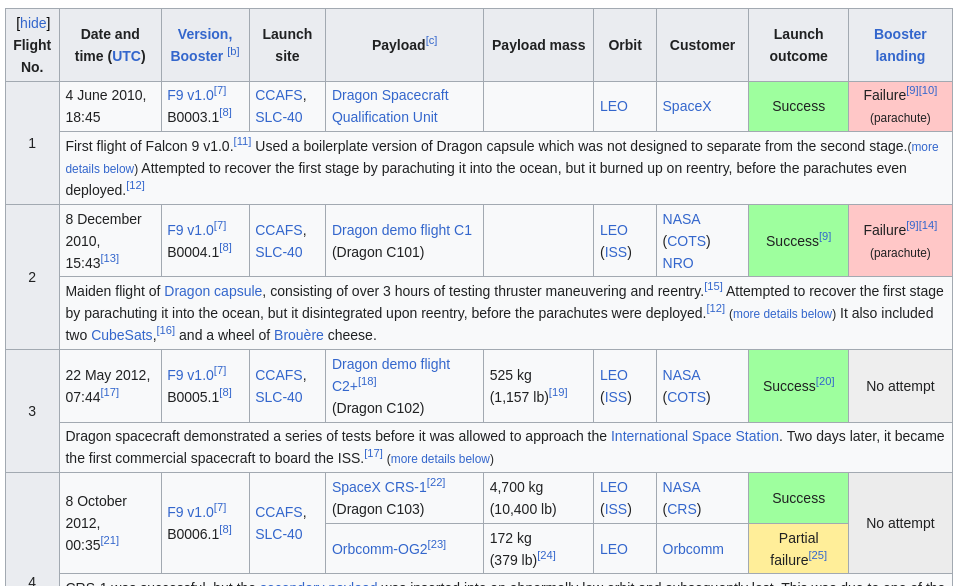 [hide]
Flight
No.
Date and
time (UTC)
Version,
Booster [b]
Launch
site
Payload[c]
Payload mass
Orbit
Customer
Launch
outcome
Booster
landing
1
4 June 2010,
18:45
F9 v1.0[7]
B0003.1[8]
CCAFS,
SLC-40
Dragon Spacecraft
Qualification Unit
LEO
SpaceX
Success
Failure[9][10]
(parachute)
First flight of Falcon 9 v1.0.[11] Used a boilerplate version of Dragon capsule which was not designed to separate from the second stage.(more
details below) Attempted to recover the first stage by parachuting it into the ocean, but it burned up on reentry, before the parachutes even
deployed.[12]
2
8 December
2010,
15:43[13]
F9 v1.0[7]
B0004.1[8]
CCAFS,
SLC-40
Dragon demo flight C1
(Dragon C101)
LEO
(ISS)
NASA
(COTS)
NRO
Success[9]
Failure[9][14]
(parachute)
Maiden flight of Dragon capsule, consisting of over 3 hours of testing thruster maneuvering and reentry.[15] Attempted to recover the first stage
by parachuting it into the ocean, but it disintegrated upon reentry, before the parachutes were deployed.[12] (more details below) It also included
two CubeSats,[16] and a wheel of Brouère cheese.
3
22 May 2012,
07:44[17]
F9 v1.0[7]
B0005.1[8]
CCAFS,
SLC-40
Dragon demo flight
C2+[18]
(Dragon C102)
525 kg
(1,157 lb)[19]
LEO
(ISS)
NASA
(COTS)
Success[20]
No attempt
Dragon spacecraft demonstrated a series of tests before it was allowed to approach the International Space Station. Two days later, it became
the first commercial spacecraft to board the ISS.[17] (more details below)
4
8 October
2012,
00:35[21]
F9 v1.0[7]
B0006.1[8]
CCAFS,
SLC-40
SpaceX CRS-1[22]
(Dragon C103)
4,700 kg
(10,400 lb)
LEO
(ISS)
NASA
(CRS)
Success
No attempt
Orbcomm-OG2[23]
172 kg
(379 lb)[24]
LEO
Orbcomm
Partial
failure[25]
CRS-1 was successful, but the secondary payload was inserted into an abnormally low orbit and subsequently lost. This was due to one of the